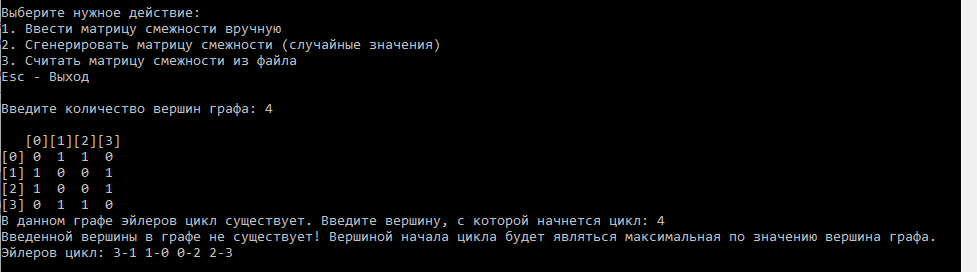 Выберите нужное действие:
1. Ввести матрицу смежности вручную
2. Сгенерировать матрицу смежности (случайные значения)
3. Считать матрицу смежности из файла
Esc - Выход
Введите количество вершин графа: 4
[0][1][2][3]
[0] 0 1 1 0
[1] 1 0 0 1
[2] 1 0 0 1
[3] 0 1 1 0
В данном графе эйлеров цикл существует. Введите вершину, с которой начнется цикл: 4
Введенной вершины в графе не существует! Вершиной начала цикла будет являться максимальная по значению вершина графа.
Эйлеров цикл: 3-1 1-0 0-2 2-3